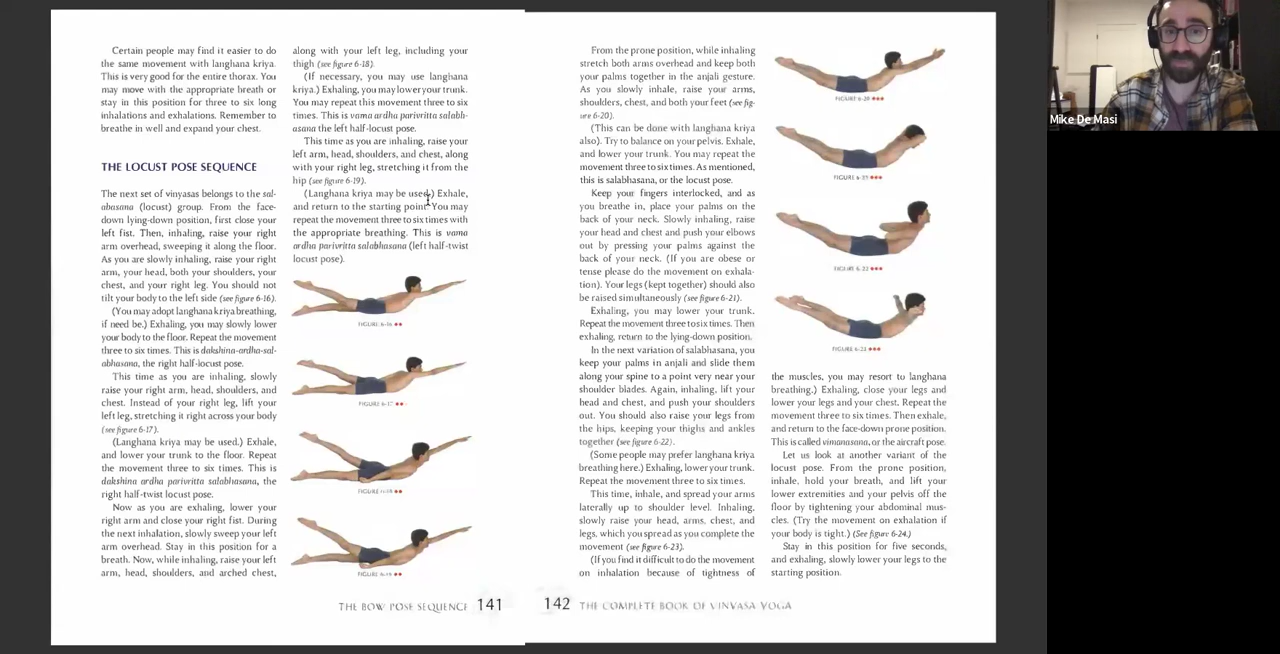 Certain people may find it easier to do
the same movement with langhana kriya.
This is very good for the entire thorax. You
may move with the appropriate breath or
stay in this position for three to six long
inhalations and exhalations. Remember to
breathe in well and expand your chest.
THE LOCUST POSE SEQUENCE
The next set of vinyasas belongs to the sal-
abasana (locust) group. From the face-
down lying-down position, first close your
left fist. Then, inhaling, raise your right
arm overhead, sweeping it along the floor.
As you are slowly inhaling, raise your right
arm, your head, both your shoulders, your
chest, and your right leg. You should not
tilt your body to the left side (see figure 6-16).
(You may adopt langhana kriya breathing,
if need be.) Exhaling, you may slowly lower
your body to the floor. Repeat the movement
three to six times. This is dakshina-ardha-sal-
abhasana, the right half-locust pose.
This time as you are inhaling, slowly
raise your right arm, head, shoulders, and
chest. Instead of your right leg, lift your
left leg, stretching it right across your body
(see figure 6-17).
(Langhana kriya may be used.) Exhale,
and lower your trunk to the floor. Repeat
the movement three to six times. This is
dakshina ardha parivritta salabhasana, the
right half-twist locust pose.
Now as you are exhaling, lower your
right arm and close your right fist. During
the next inhalation, slowly sweep your left
arm overhead. Stay in this position for a
breath. Now, while inhaling, raise your left
arm, head, shoulders, and arched chest,
along with your left leg, including your
thigh (see figure 6-18).
(If necessary, you may use langhana
kriya.) Exhaling, you may lower your trunk.
You may repeat this movement three to six
times. This is vama ardha parivritta salabh-
asana the left half-locust pose.
This time as you are inhaling, raise your
left arm, head, shoulders, and chest, along
with your right leg, stretching it from the
hip (see figure 6-19).
(Langhana kriya may be used.) Exhale,
and return to the starting point. You may
repeat the movement three to six times with
the appropriate breathing. This is vama
ardha parivritta salabhasana (left half-twist
locust pose).
FIGURE 6-16
FIGURE 6-17
FIGURE 6-18
FIGURE 6-19
THE BOW POSE SEQUENCE 141
From the prone position, while inhaling
stretch both arms overhead and keep both
your palms together in the anjali gesture.
As you slowly inhale, raise your arms,
shoulders, chest, and both your feet (see fig-
ure 6-20).
(This can be done with langhana kriya
also). Try to balance on your pelvis. Exhale,
and lower your trunk. You may repeat the
movement three to six times. As mentioned,
this is salabhasana, or the locust pose.
Keep your fingers interlocked, and as
you breathe in, place your palms on the
back of your neck. Slowly inhaling, raise
your head and chest and push your elbows
out by pressing your palms against the
back of your neck. (If you are obese or
tense please do the movement on exhala-
tion). Your legs (kept together) should also
be raised simultaneously (see figure 6-21).
Exhaling, you may lower your trunk.
Repeat the movement three to six times. Then
exhaling, return to the lying-down position.
In the next variation of salabhasana, you
keep your palms in anjali and slide them
along your spine to a point very near your
shoulder blades. Again, inhaling, lift your
head and chest, and push your shoulders
out. You should also raise your legs from
the hips, keeping your thighs and ankles
together (see figure 6-22).
(Some people may prefer langhana kriya
breathing here.) Exhaling, lower your trunk.
Repeat the movement three to six times.
This time, inhale, and spread your arms
laterally up to shoulder level. Inhaling,
slowly raise your head, arms, chest, and
legs, which you spread as you complete the
movement (see figure 6-23).
(If you find it difficult to do the movement
on inhalation because of tightness of
FIGURE 6-20
FIGURE 6-21
FIGURE 6-22
FIGURE 6-23
the muscles, you may resort to langhana
breathing.) Exhaling, close your legs and
lower your legs and your chest. Repeat the
movement three to six times. Then exhale,
and return to the face-down prone position.
This is called vimanasana, or the aircraft pose.
Let us look at another variant of the
locust pose. From the prone position,
inhale, hold your breath, and lift your
lower extremities and your pelvis off the
floor by tightening your abdominal mus-
cles. (Try the movement on exhalation if
your body is tight.) (See figure 6-24.)
Stay in this position for five seconds,
and exhaling, slowly lower your legs to the
starting position.
142 THE COMPLETE BOOK OF VINYASA YOGA
Mike De Masi